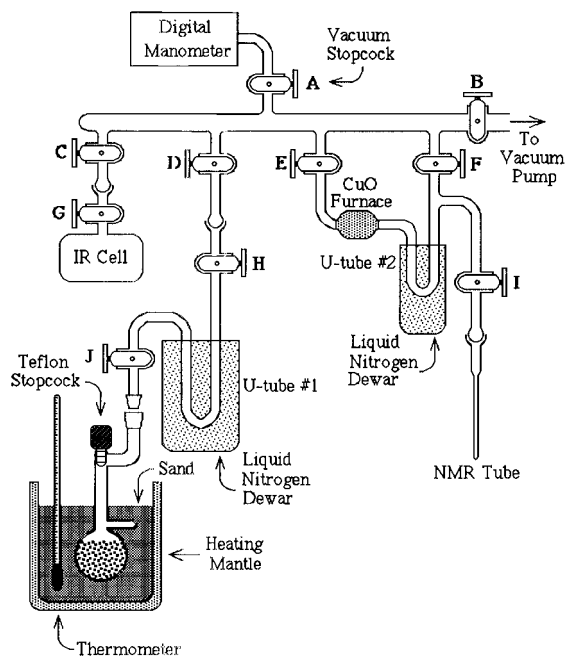 Digital
Manometer
Vacuum
Stopcock
A
B
To
Vacuum
Pump
C
D
E
F
CuO
Furnace
G
IR Cell
H
U-tube #2
I
J
Teflon
Stopcock
U-tube #1
Liquid
Nitrogen
Dewar
Liquid
Nitrogen
Dewar
Sand
NMR Tube
Heating
Mantle
Thermometer